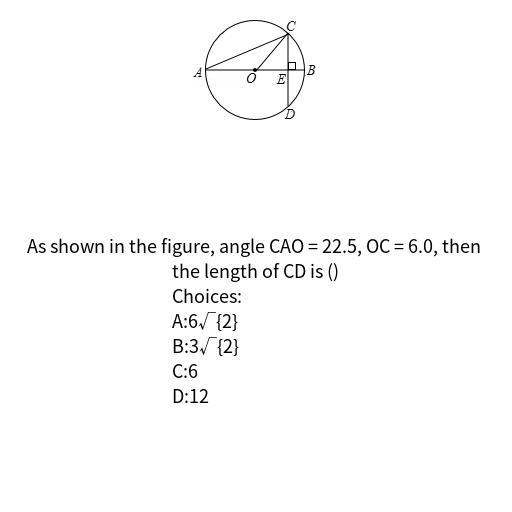 C
A
O
E
B
D
As shown in the figure, angle CAO = 22.5, OC = 6.0, then
the length of CD is ()
Choices:
A:6√{2}
B:3√{2}
C:6
D:12